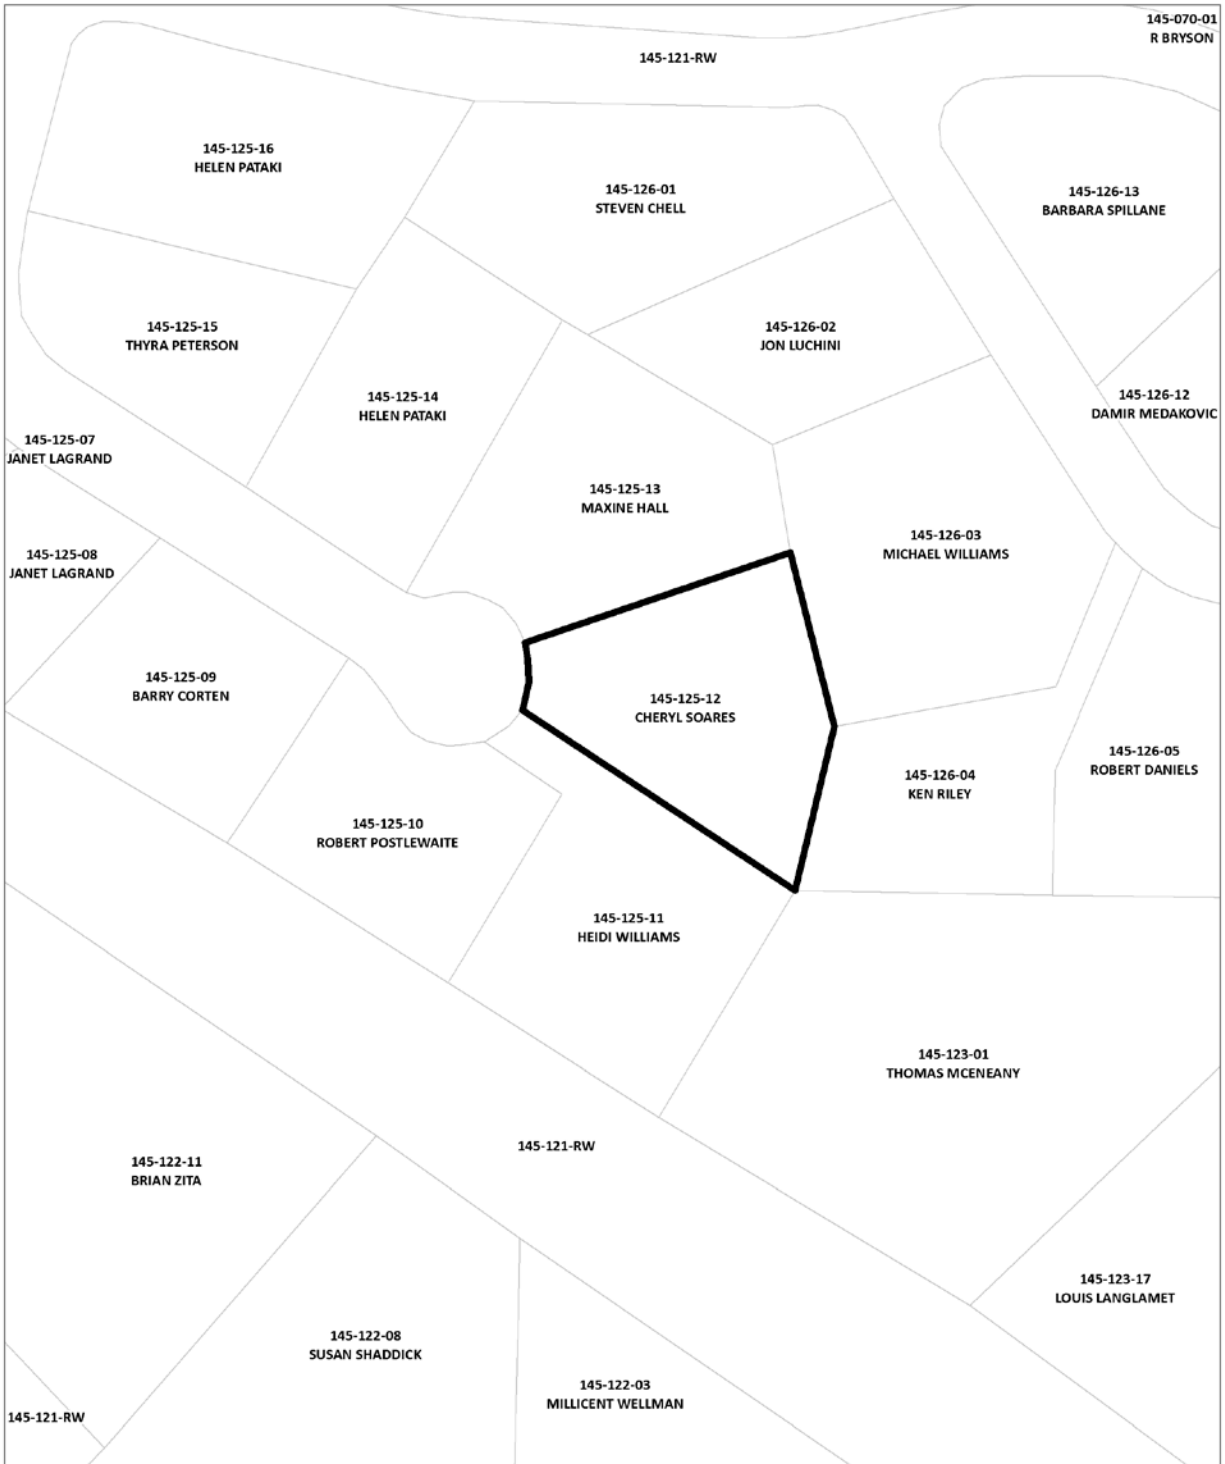 145-070-01
R BRYSON
145-121-RW
145-125-16
HELEN PATAKI
145-126-01
STEVEN CHELL
145-126-13
BARBARA SPILLANE
145-125-15
THYRA PETERSON
145-126-02
JON LUCHINI
145-125-14
HELEN PATAKI
145-126-12
DAMIR MEDAKOVIC
145-125-07
JANET LAGRAND
145-125-13
MAXINE HALL
145-126-03
MICHAEL WILLIAMS
145-125-08
JANET LAGRAND
145-125-09
BARRY CORTEN
145-125-12
CHERYL SOARES
145-126-05
ROBERT DANIELS
145-126-04
KEN RILEY
145-125-10
ROBERT POSTLEWAITE
145-125-11
HEIDI WILLIAMS
145-123-01
THOMAS MCENEANY
145-121-RW
145-122-11
BRIAN ZITA
145-123-17
LOUIS LANGLAMET
145-122-08
SUSAN SHADDICK
145-122-03
MILLICENT WELLMAN
145-121-RW